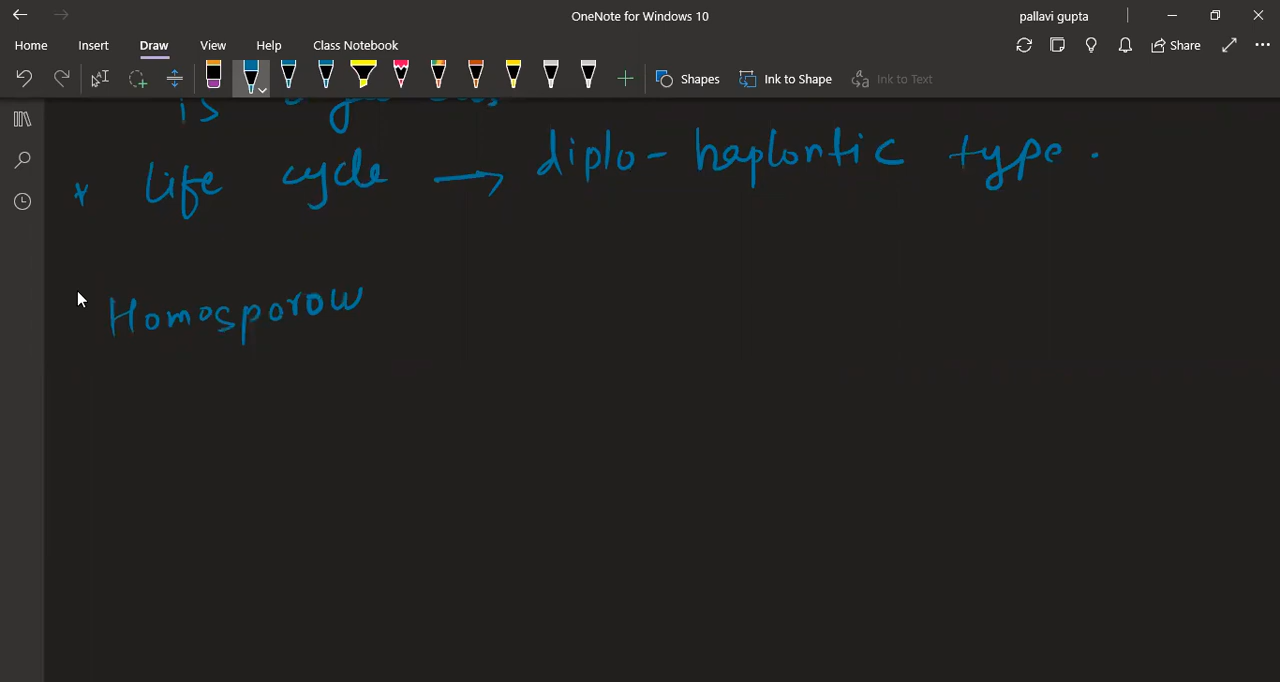 OneNote for Windows 10
pallavi gupta
Home Insert Draw View Help Class Notebook
Share
Shapes Ink to Shape Ink to Text
is
* life cycle → diplo - haplontic type .
Homosporow